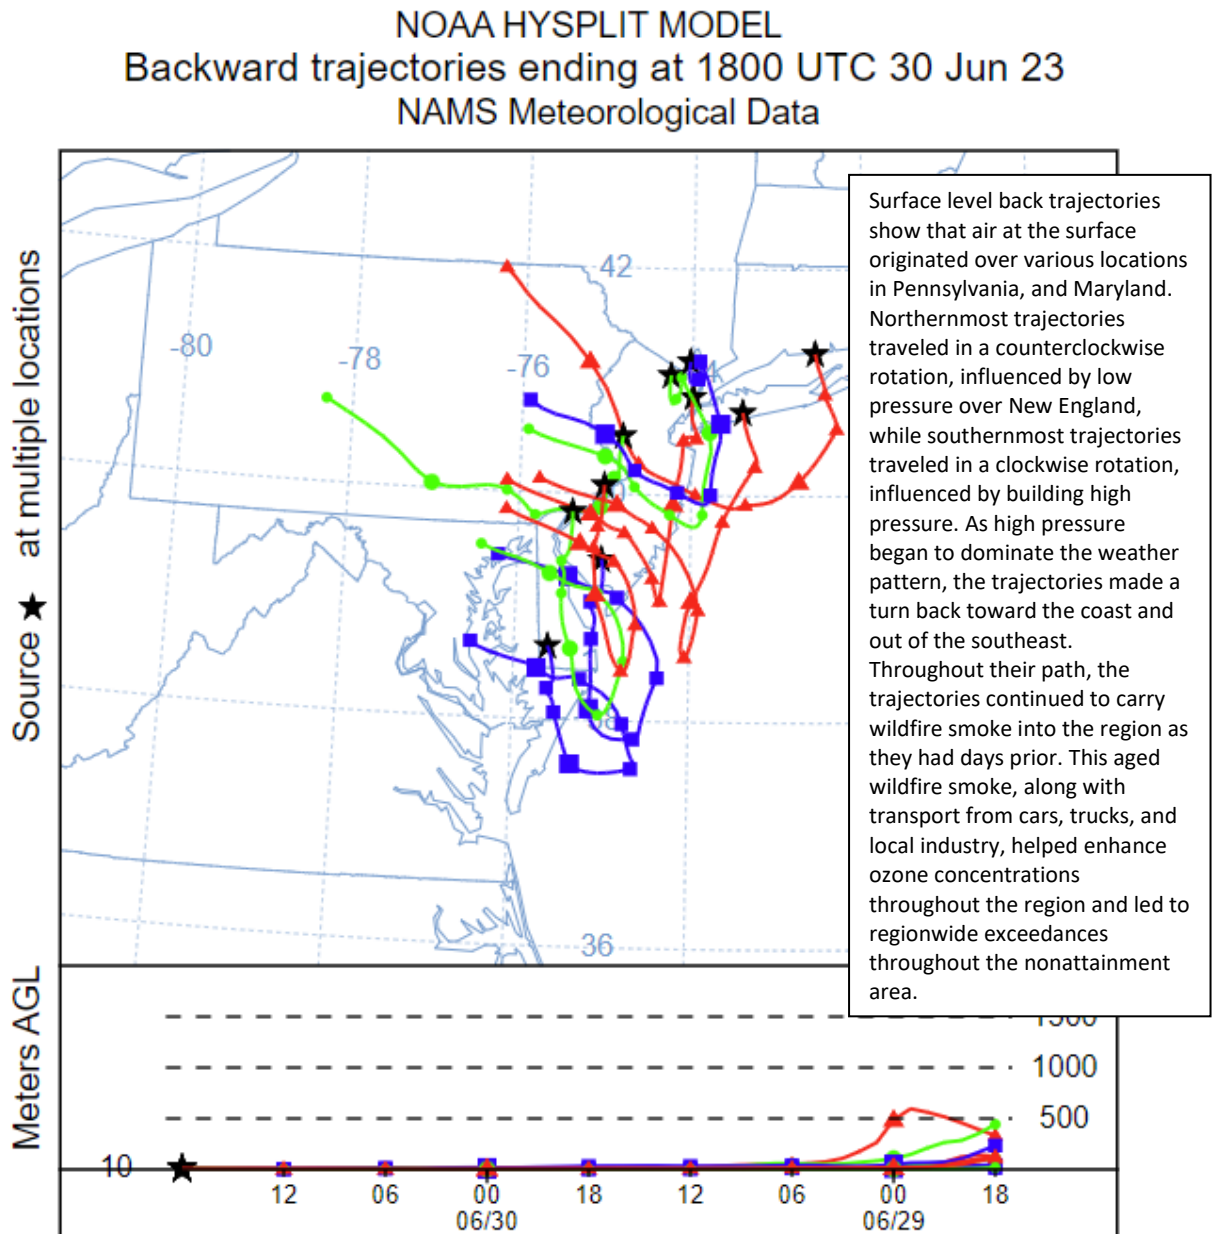 NOAA HYSPLIT MODEL
Backward trajectories ending at 1800 UTC 30 Jun 23
NAMS Meteorological Data
Source ★ at multiple locations
-80
-78
-76
42
36
Surface level back trajectories
show that air at the surface
originated over various locations
in Pennsylvania, and Maryland.
Northernmost trajectories
traveled in a counterclockwise
rotation, influenced by low
pressure over New England,
while southernmost trajectories
traveled in a clockwise rotation,
influenced by building high
pressure. As high pressure
began to dominate the weather
pattern, the trajectories made a
turn back toward the coast and
out of the southeast.
Throughout their path, the
trajectories continued to carry
wildfire smoke into the region as
they had days prior. This aged
wildfire smoke, along with
transport from cars, trucks, and
local industry, helped enhance
ozone concentrations
throughout the region and led to
regionwide exceedances
throughout the nonattainment
area.
Meters AGL
1500
1000
500
10
12 06 00 18 12 06 00 18
06/30 06/29